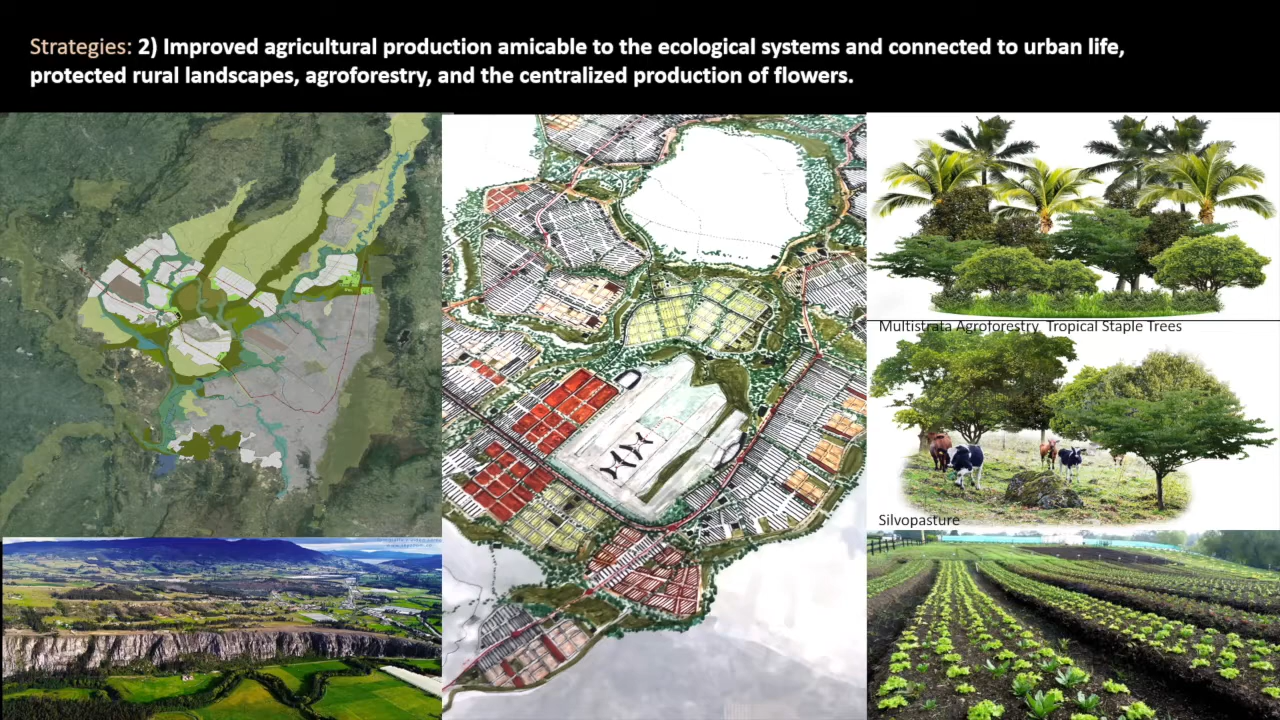 Strategies: 2) Improved agricultural production amicable to the ecological systems and connected to urban life,
protected rural landscapes, agroforestry, and the centralized production of flowers.
Multistrata Agroforestry Tropical Staple Trees
Silvopasture